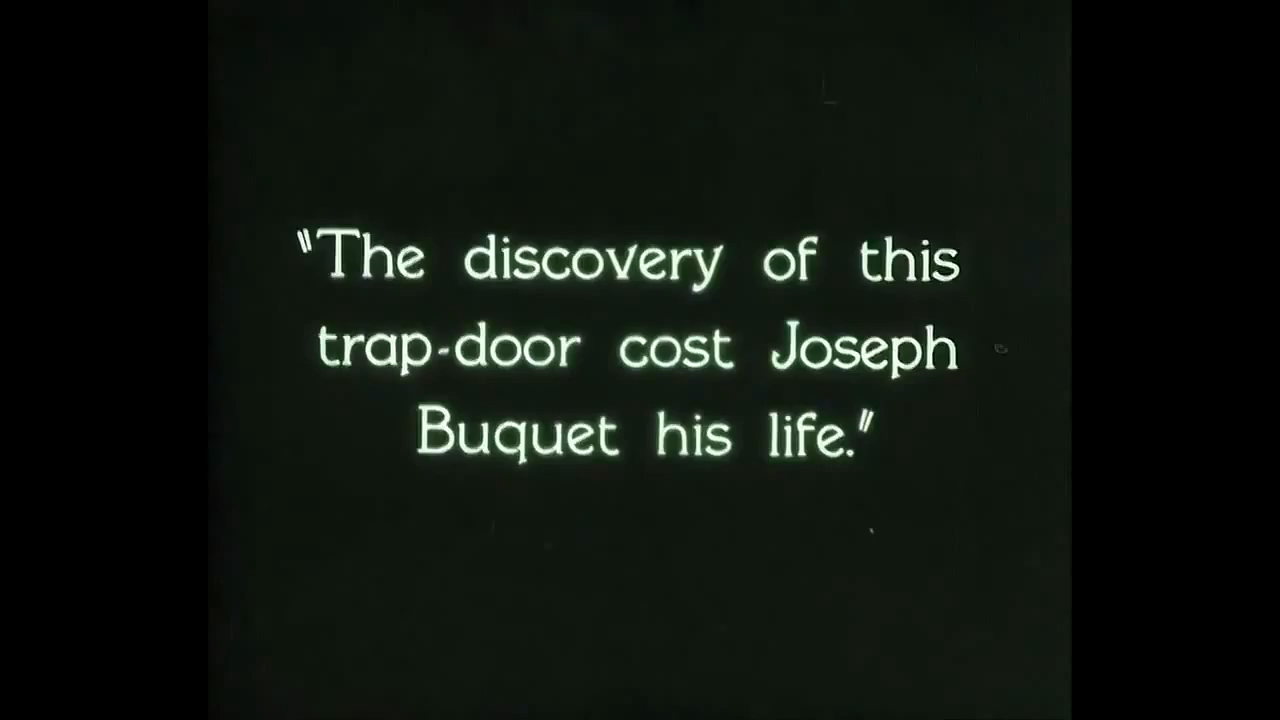 "The discovery of this
trap-door cost Joseph
Buquet his life."